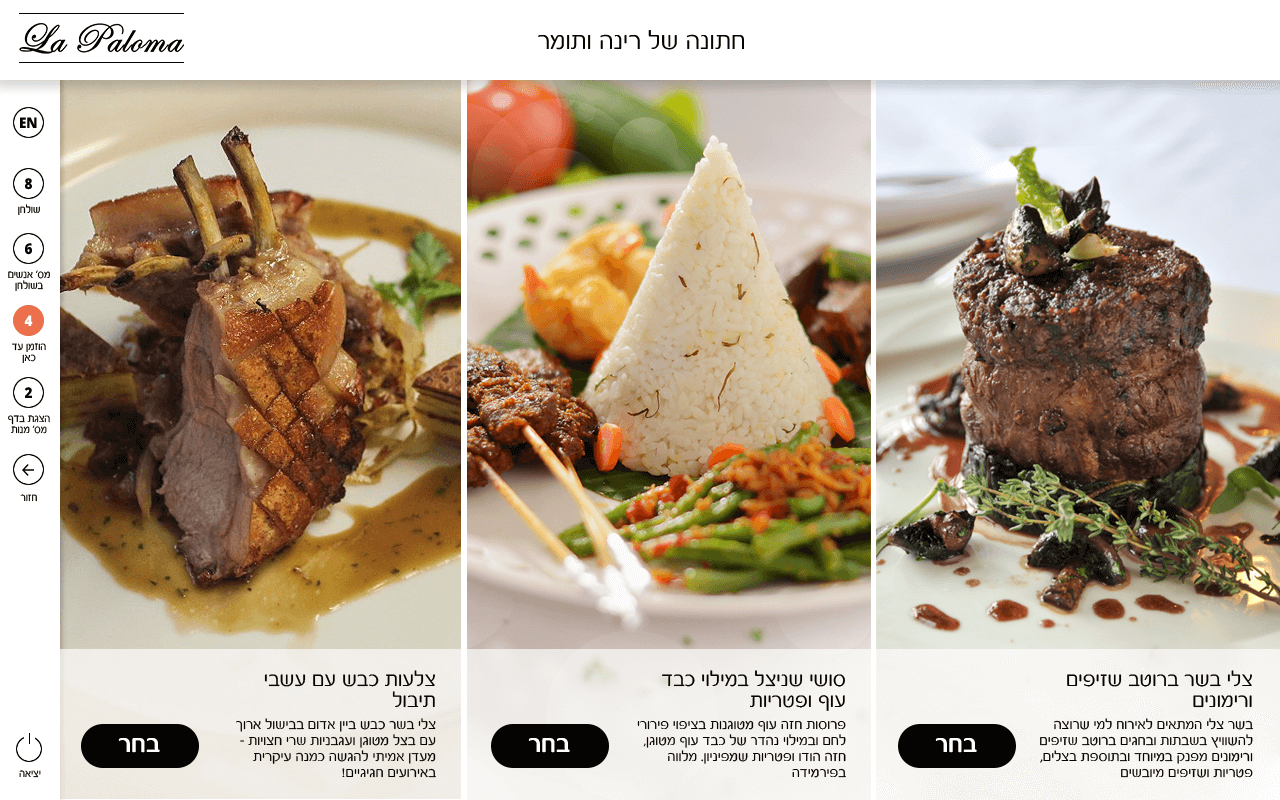 La Paloma
חתונה של רינה ותומר
EN
8
שולחן
6
מס' אנשים
בשולחן
4
הוזמן עד
כאן
2
הצגת בדף
מס' מנות
חזור
יציאה
צלי בשר ברוטב שזיפים
ורימונים
בשר צלי המתאים לאירוח למי שרוצה
להשוויץ בשבתות ובחגים ברוטב שזיפים
ורימונים מפנק במיוחד ובתוספת בצלים,
פטריות ושזיפים מיובשים
בחר
סושי שניצל במילוי כבד
עוף ופטריות
פרוסות חזה עוף מטוגנות בציפוי פירורי
לחם ובמילוי נהדר של כבד עוף מטוגן,
חזה הודו ופטריות שמפיניון. מלווה
בפירמידה
בחר
צלעות כבש עם עשבי
תיבול
צלי בשר כבש ביין אדום בבישול ארוך
עם בצל מטוגן ועגבניות שרי חצויות -
מעדן אמיתי להגשה כמנה עיקרית
באירועים חגיגיים!
בחר